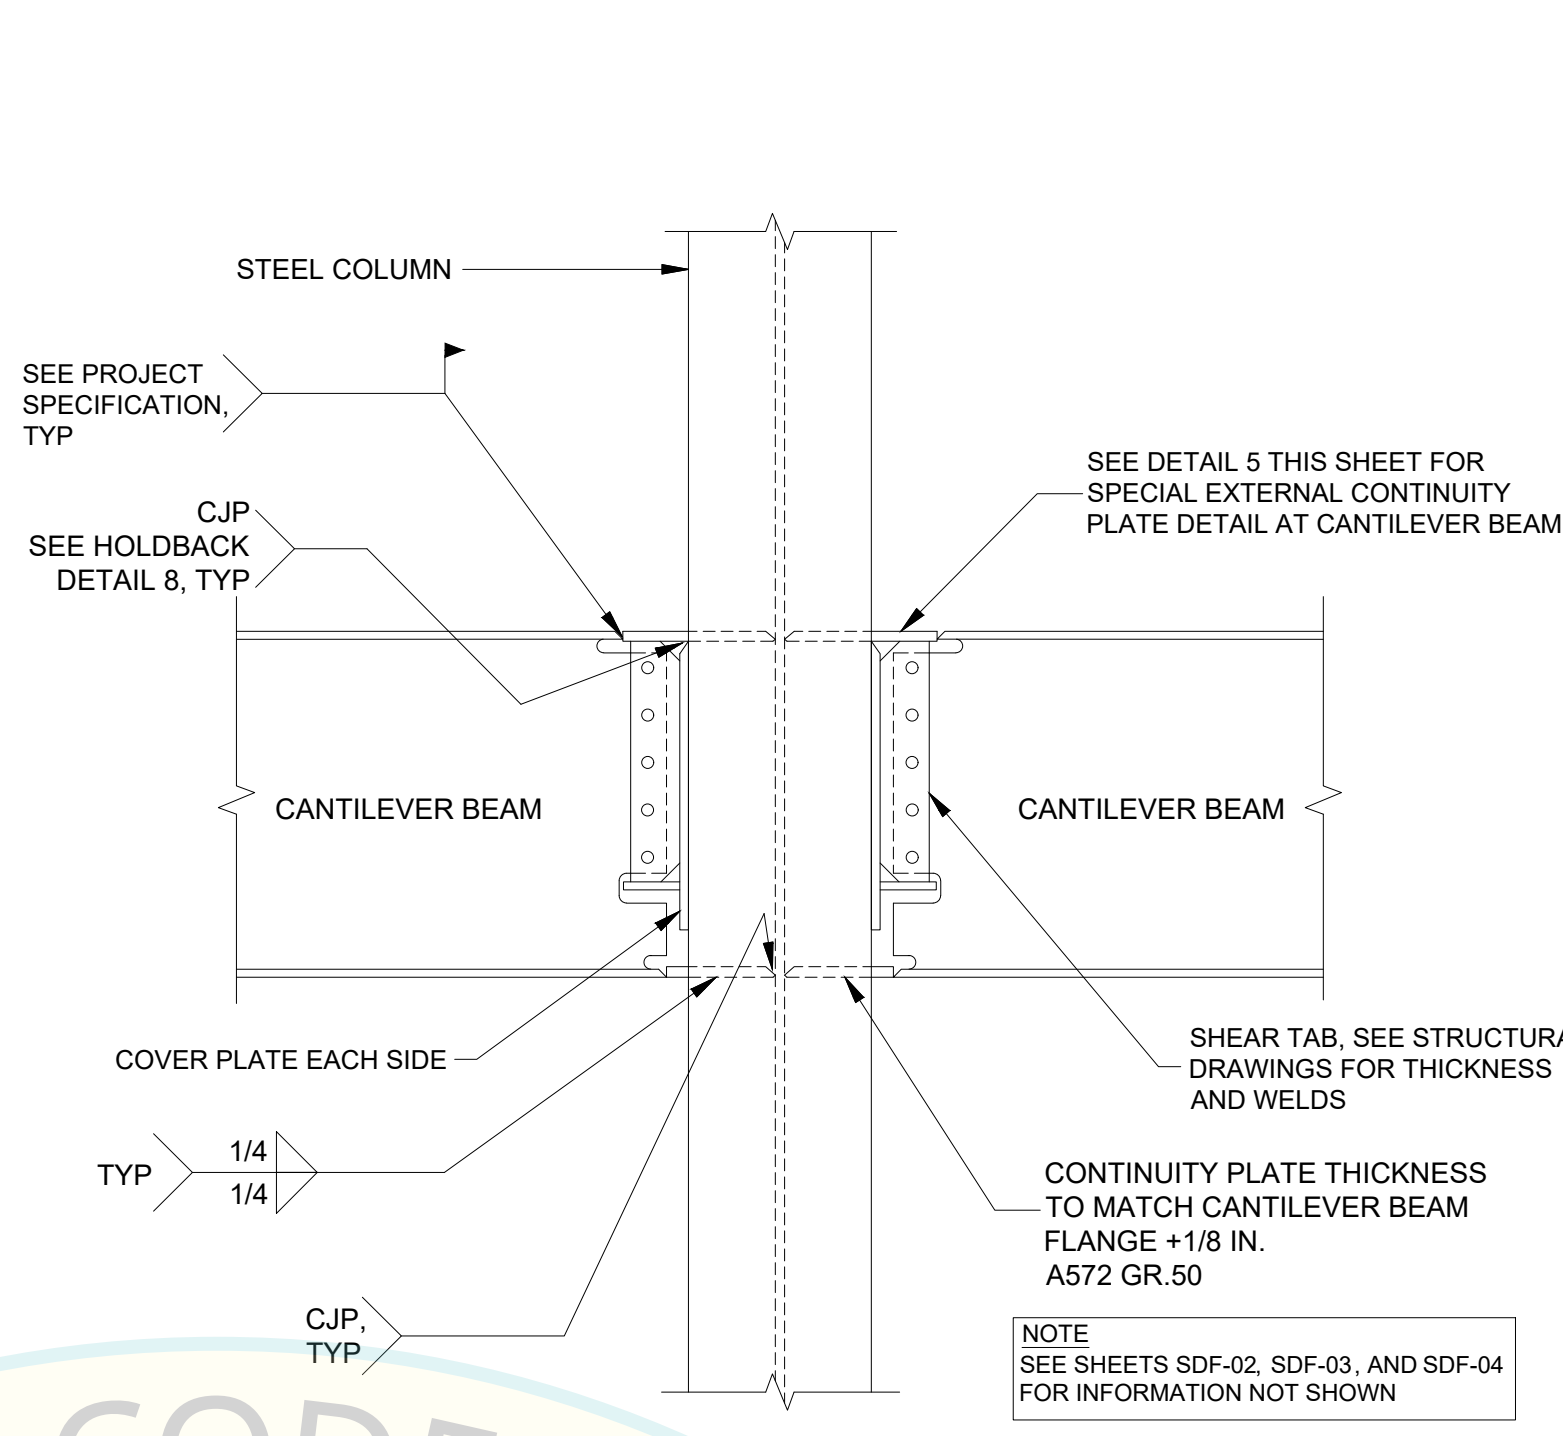 STEEL COLUMN
SEE PROJECT
SPECIFICATION,
TYP
SEE DETAIL 5 THIS SHEET FOR
SPECIAL EXTERNAL CONTINUITY
PLATE DETAIL AT CANTILEVER BEAM
CJP
SEE HOLDBACK
DETAIL 8, TYP
CANTILEVER BEAM
CANTILEVER BEAM
COVER PLATE EACH SIDE
SHEAR TAB, SEE STRUCTURA
DRAWINGS FOR THICKNESS
AND WELDS
TYP
1/4
1/4
CONTINUITY PLATE THICKNESS
TO MATCH CANTILEVER BEAM
FLANGE +1/8 IN.
A572 GR.50
CJP,
TYP
NOTE
SEE SHEETS SDF-02, SDF-03, AND SDF-04
FOR INFORMATION NOT SHOWN
CODE